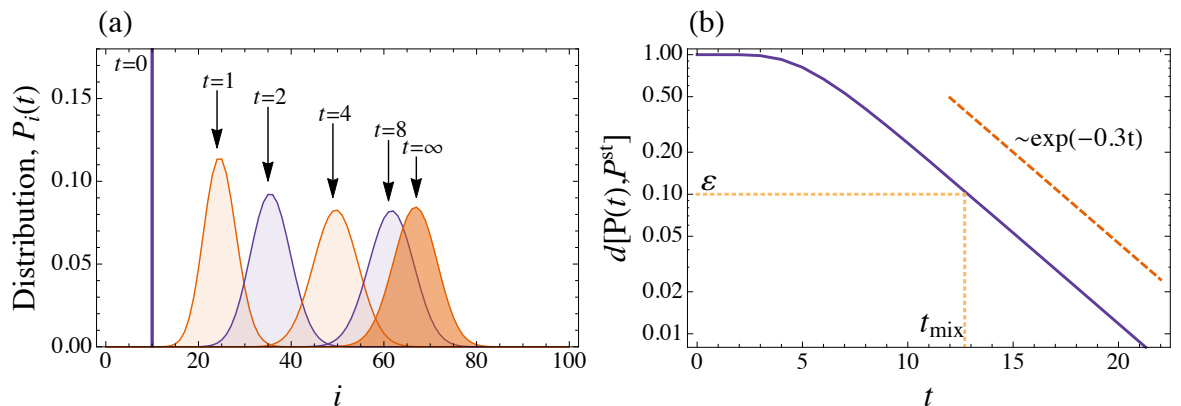 (a)
Distribution, P_i(t)
0.15
0.10
0.05
0.00
t=0
t=1
t=2
t=4
t=8
t=∞
0 20 40 60 80 100
i
(b)
d[P(t),P^st]
1.00
0.50
0.20
0.10
0.05
0.02
0.01
ε
~exp(−0.3t)
t_mix
0 5 10 15 20
t